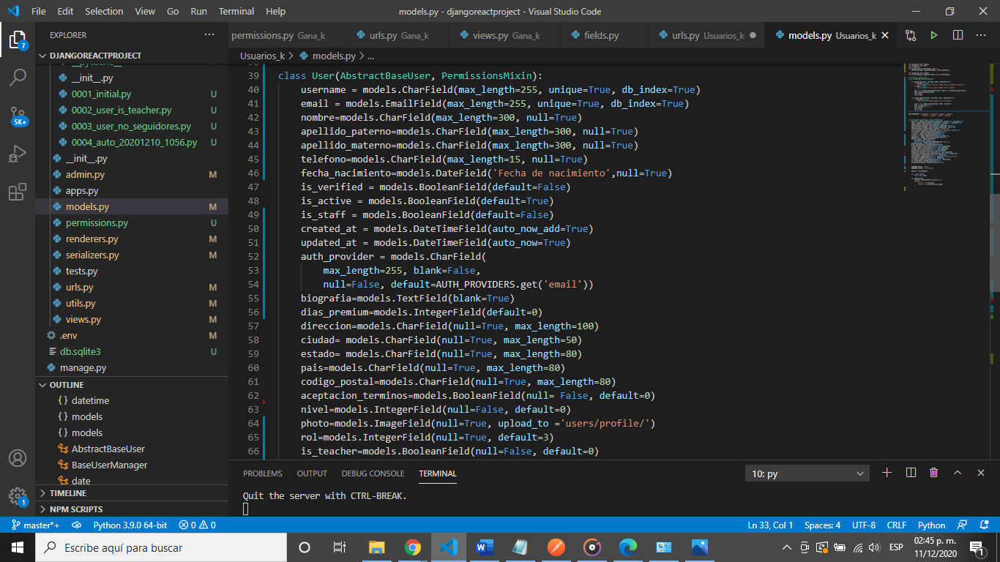 File Edit Selection View Go Run Terminal Help
models.py - djangoreactproject - Visual Studio Code
EXPLORER
permissions.py Gana_k
urls.py Gana_k
views.py Gana_k
fields.py
urls.py Usuarios_k
models.py Usuarios_k
DJANGOREACTPROJECT
Usuarios_k > models.py > ...
__pycache__
__init__.py
0001_initial.py U
0002_user_is_teacher.py U
0003_user_no_seguidores.py U
0004_auto_20201210_1056.py U
__init__.py
admin.py M
apps.py
models.py M
permissions.py U
renderers.py M
serializers.py M
tests.py
urls.py M
utils.py M
views.py M
.env M
db.sqlite3 U
manage.py
OUTLINE
datetime
models
models
AbstractBaseUser
BaseUserManager
date
TIMELINE
NPM SCRIPTS
7
5K+
1
38
39 class User(AbstractBaseUser, PermissionsMixin):
40 username = models.CharField(max_length=255, unique=True, db_index=True)
41 email = models.EmailField(max_length=255, unique=True, db_index=True)
42 nombre=models.CharField(max_length=300, null=True)
43 apellido_paterno=models.CharField(max_length=300, null=True)
44 apellido_materno=models.CharField(max_length=300, null=True)
45 telefono=models.CharField(max_length=15, null=True)
46 fecha_nacimiento=models.DateField('Fecha de nacimiento',null=True)
47 is_verified = models.BooleanField(default=False)
48 is_active = models.BooleanField(default=True)
49 is_staff = models.BooleanField(default=False)
50 created_at = models.DateTimeField(auto_now_add=True)
51 updated_at = models.DateTimeField(auto_now=True)
52 auth_provider = models.CharField(
53 max_length=255, blank=False,
54 null=False, default=AUTH_PROVIDERS.get('email'))
55 biografia=models.TextField(blank=True)
56 dias_premium=models.IntegerField(default=0)
57 direccion=models.CharField(null=True, max_length=100)
58 ciudad= models.CharField(null=True, max_length=50)
59 estado= models.CharField(null=True, max_length=80)
60 pais=models.CharField(null=True, max_length=80)
61 codigo_postal=models.CharField(null=True, max_length=80)
62 aceptacion_terminos=models.BooleanField(null= False, default=0)
63 nivel=models.IntegerField(null=False, default=0)
64 photo=models.ImageField(null=True, upload_to ='users/profile/')
65 rol=models.IntegerField(null=True, default=3)
66 is_teacher=models.BooleanField(null=False, default=0)
PROBLEMS OUTPUT DEBUG CONSOLE TERMINAL
10: py
Quit the server with CTRL-BREAK.
master*+ Python 3.9.0 64-bit 0 0
Ln 33, Col 1 Spaces: 4 UTF-8 CRLF Python
Escribe aquí para buscar
ESP
02:45 p. m.
11/12/2020
1